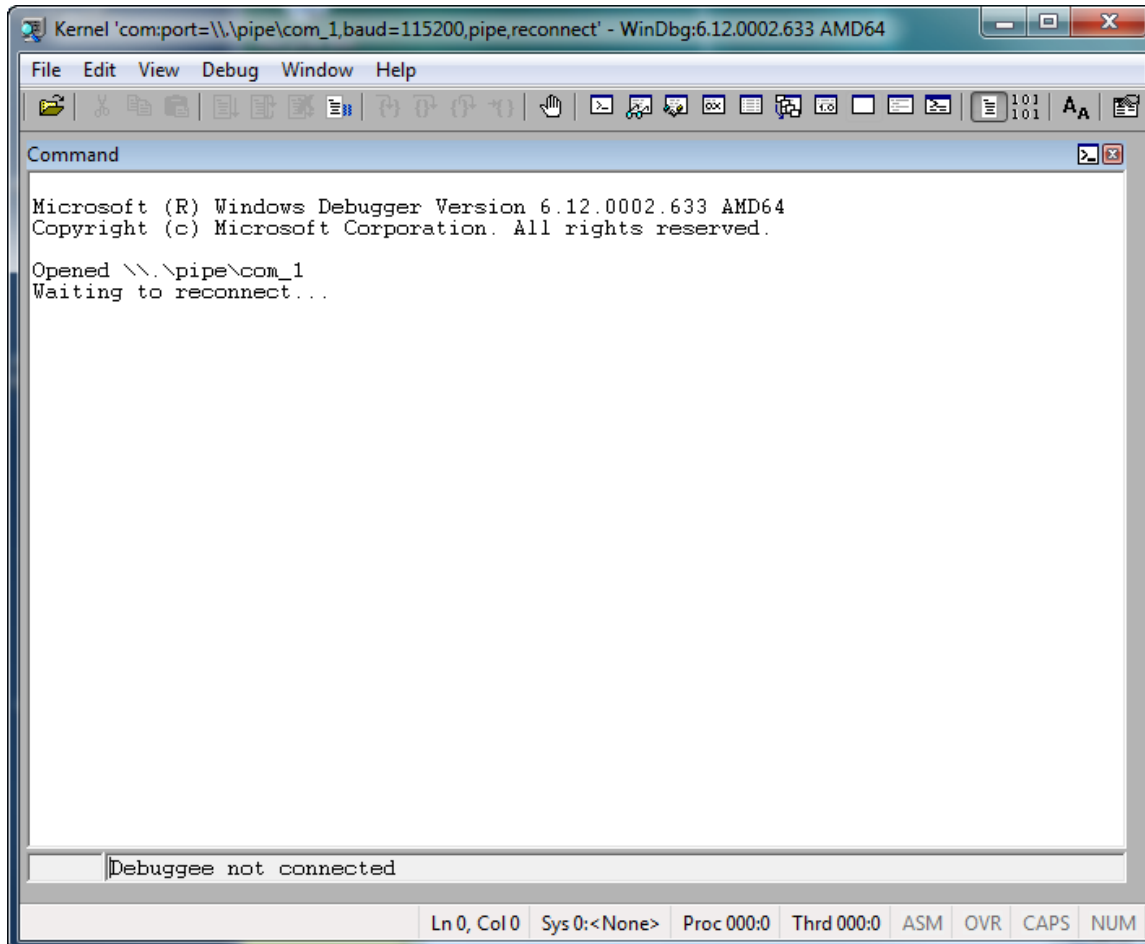 Kernel 'com:port=\\.\pipe\com_1,baud=115200,pipe,reconnect' - WinDbg:6.12.0002.633 AMD64
File Edit View Debug Window Help
101
101
AA
Command
Microsoft (R) Windows Debugger Version 6.12.0002.633 AMD64
Copyright (c) Microsoft Corporation. All rights reserved.
Opened \\.\pipe\com_1
Waiting to reconnect...
Debuggee not connected
Ln 0, Col 0 Sys 0:<None> Proc 000:0 Thrd 000:0 ASM OVR CAPS NUM